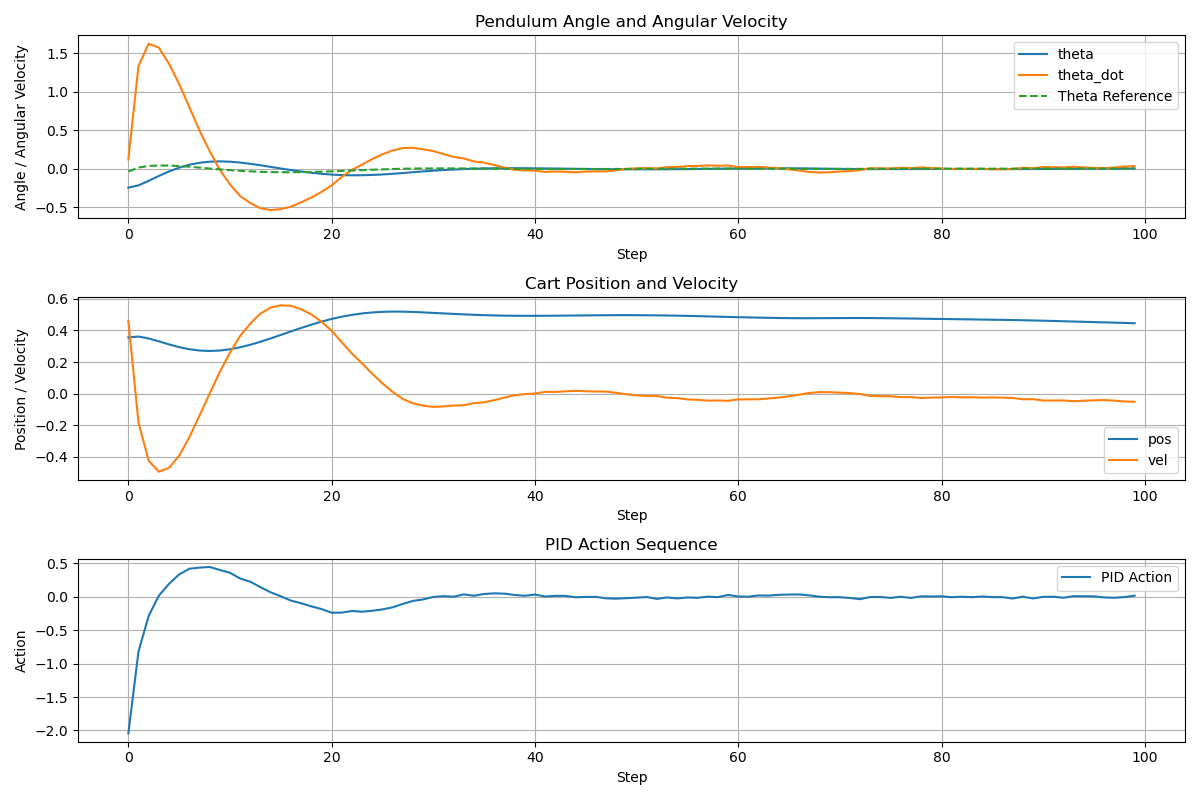 Pendulum Angle and Angular Velocity
Angle / Angular Velocity
1.5
1.0
0.5
0.0
−0.5
theta
theta_dot
Theta Reference
0 20 40 60 80 100
Step
Cart Position and Velocity
Position / Velocity
0.6
0.4
0.2
0.0
−0.2
−0.4
pos
vel
0 20 40 60 80 100
Step
PID Action Sequence
Action
0.5
0.0
−0.5
−1.0
−1.5
−2.0
PID Action
0 20 40 60 80 100
Step